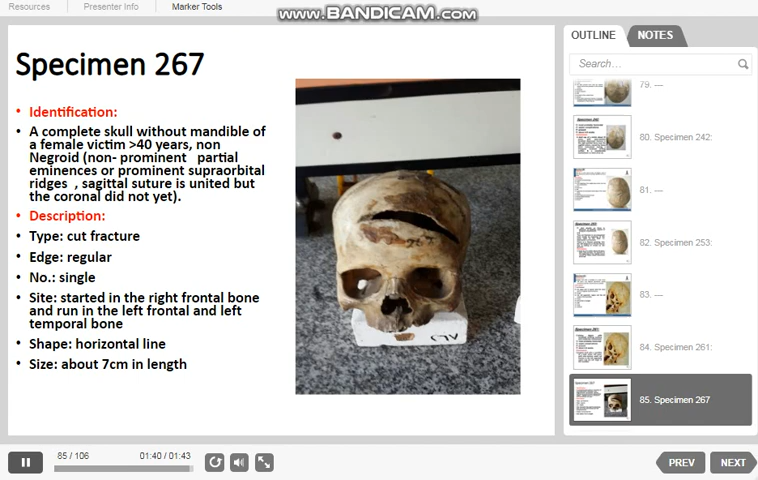 Resources
Presenter Info
Marker Tools
www.BANDICAM.com
Specimen 267
• Identification:
• A complete skull without mandible of
a female victim >40 years, non
Negroid (non- prominent partial
eminences or prominent supraorbital
ridges , sagittal suture is united but
the coronal did not yet).
• Description:
• Type: cut fracture
• Edge: regular
• No.: single
• Site: started in the right frontal bone
and run in the left frontal and left
temporal bone
• Shape: horizontal line
• Size: about 7cm in length
OUTLINE
NOTES
Search...
79. ---
80. Specimen 242:
81. ---
82. Specimen 253:
83. ---
84. Specimen 261:
85. Specimen 267
85 / 106
01:40 / 01:43
PREV
NEXT